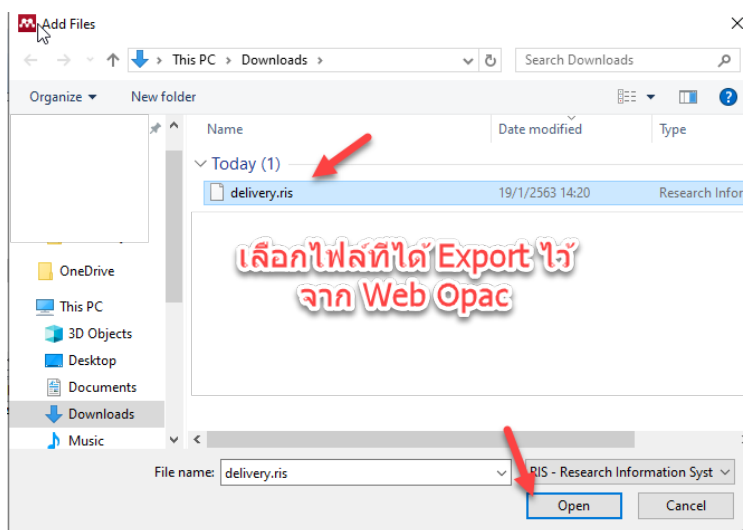 Add Files
This PC > Downloads >
Search Downloads
Organize
New folder
Name
Date modified
Type
Today (1)
delivery.ris
19/1/2563 14:20
Research Infor
เลือกไฟล์ที่ได้ Export ไว้
จาก Web Opac
OneDrive
This PC
3D Objects
Desktop
Documents
Downloads
Music
File name:
delivery.ris
RIS - Research Information Syst
Open
Cancel